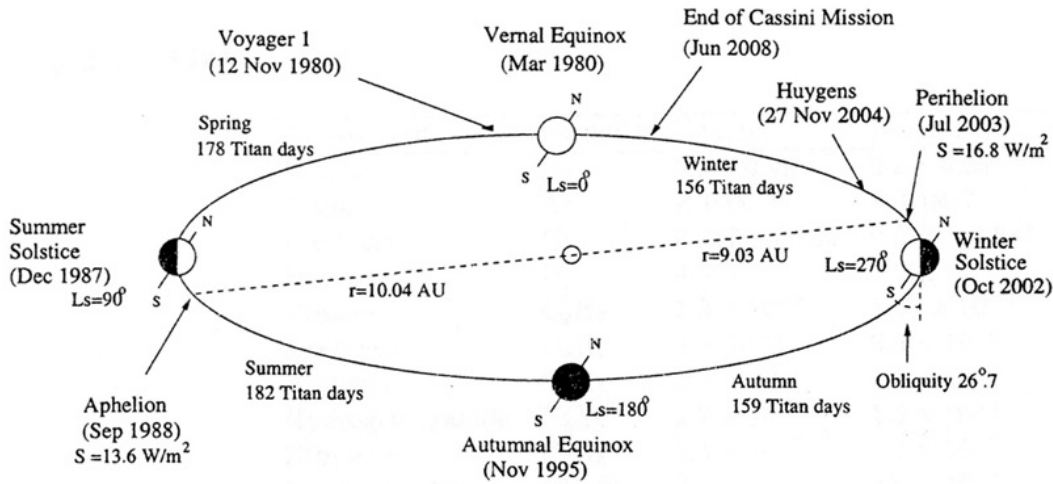 Voyager 1
(12 Nov 1980)
Vernal Equinox
(Mar 1980)
End of Cassini Mission
(Jun 2008)
Huygens
(27 Nov 2004)
Perihelion
(Jul 2003)
S =16.8 W/m²
Spring
178 Titan days
N
S
Ls=0°
Winter
156 Titan days
Summer
Solstice
(Dec 1987)
Ls=90°
N
S
r=10.04 AU
r=9.03 AU
Ls=270°
N
S
Winter
Solstice
(Oct 2002)
Obliquity 26°.7
Aphelion
(Sep 1988)
S =13.6 W/m²
Summer
182 Titan days
N
S
Ls=180°
Autumn
159 Titan days
Autumnal Equinox
(Nov 1995)